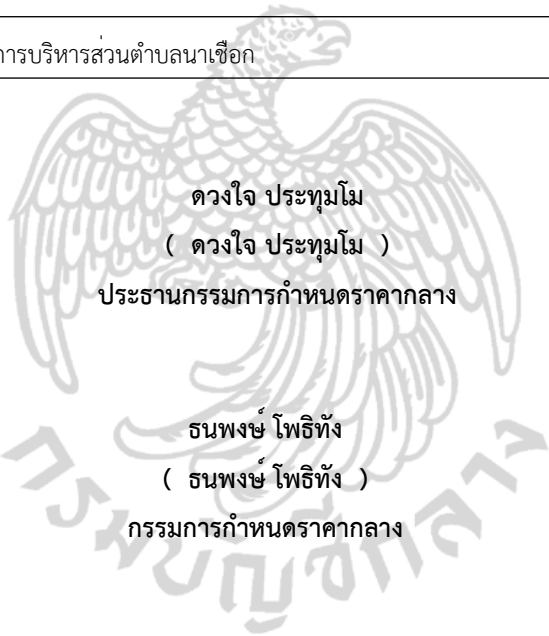 การบริหารส่วนตำบลนาเชือก
ดวงใจ ประทุมโม
( ดวงใจ ประทุมโม )
ประธานกรรมการกำหนดราคากลาง
ธนพงษ์ โพธิทัง
( ธนพงษ์ โพธิทัง )
กรรมการกำหนดราคากลาง
กรมบัญชีกลาง